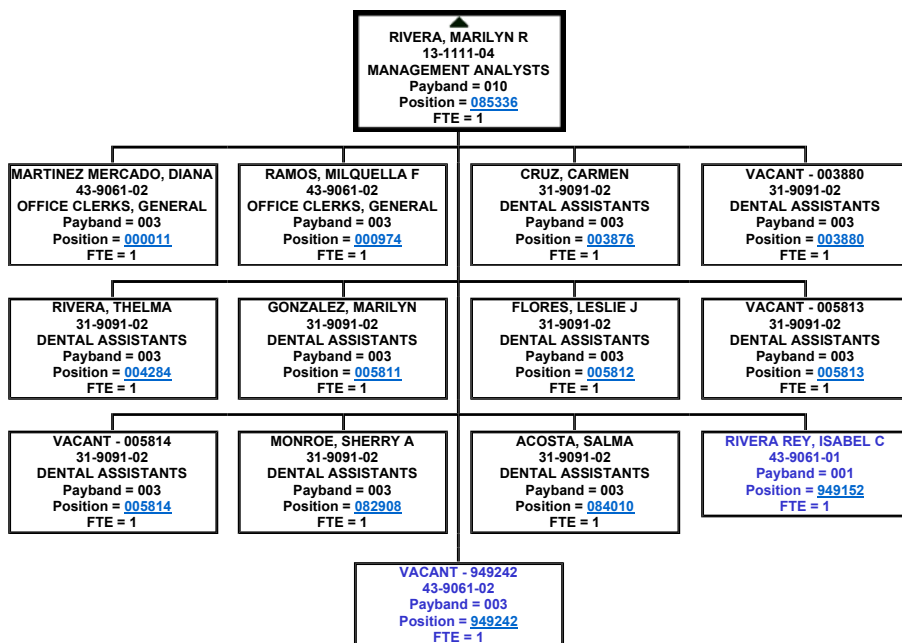 RIVERA, MARILYN R
13-1111-04
MANAGEMENT ANALYSTS
Payband = 010
Position = 085336
FTE = 1
MARTINEZ MERCADO, DIANA
43-9061-02
OFFICE CLERKS, GENERAL
Payband = 003
Position = 000011
FTE = 1
RAMOS, MILQUELLA F
43-9061-02
OFFICE CLERKS, GENERAL
Payband = 003
Position = 000974
FTE = 1
CRUZ, CARMEN
31-9091-02
DENTAL ASSISTANTS
Payband = 003
Position = 003876
FTE = 1
VACANT - 003880
31-9091-02
DENTAL ASSISTANTS
Payband = 003
Position = 003880
FTE = 1
RIVERA, THELMA
31-9091-02
DENTAL ASSISTANTS
Payband = 003
Position = 004284
FTE = 1
GONZALEZ, MARILYN
31-9091-02
DENTAL ASSISTANTS
Payband = 003
Position = 005811
FTE = 1
FLORES, LESLIE J
31-9091-02
DENTAL ASSISTANTS
Payband = 003
Position = 005812
FTE = 1
VACANT - 005813
31-9091-02
DENTAL ASSISTANTS
Payband = 003
Position = 005813
FTE = 1
VACANT - 005814
31-9091-02
DENTAL ASSISTANTS
Payband = 003
Position = 005814
FTE = 1
MONROE, SHERRY A
31-9091-02
DENTAL ASSISTANTS
Payband = 003
Position = 082908
FTE = 1
ACOSTA, SALMA
31-9091-02
DENTAL ASSISTANTS
Payband = 003
Position = 084010
FTE = 1
RIVERA REY, ISABEL C
43-9061-01
Payband = 001
Position = 949152
FTE = 1
VACANT - 949242
43-9061-02
Payband = 003
Position = 949242
FTE = 1